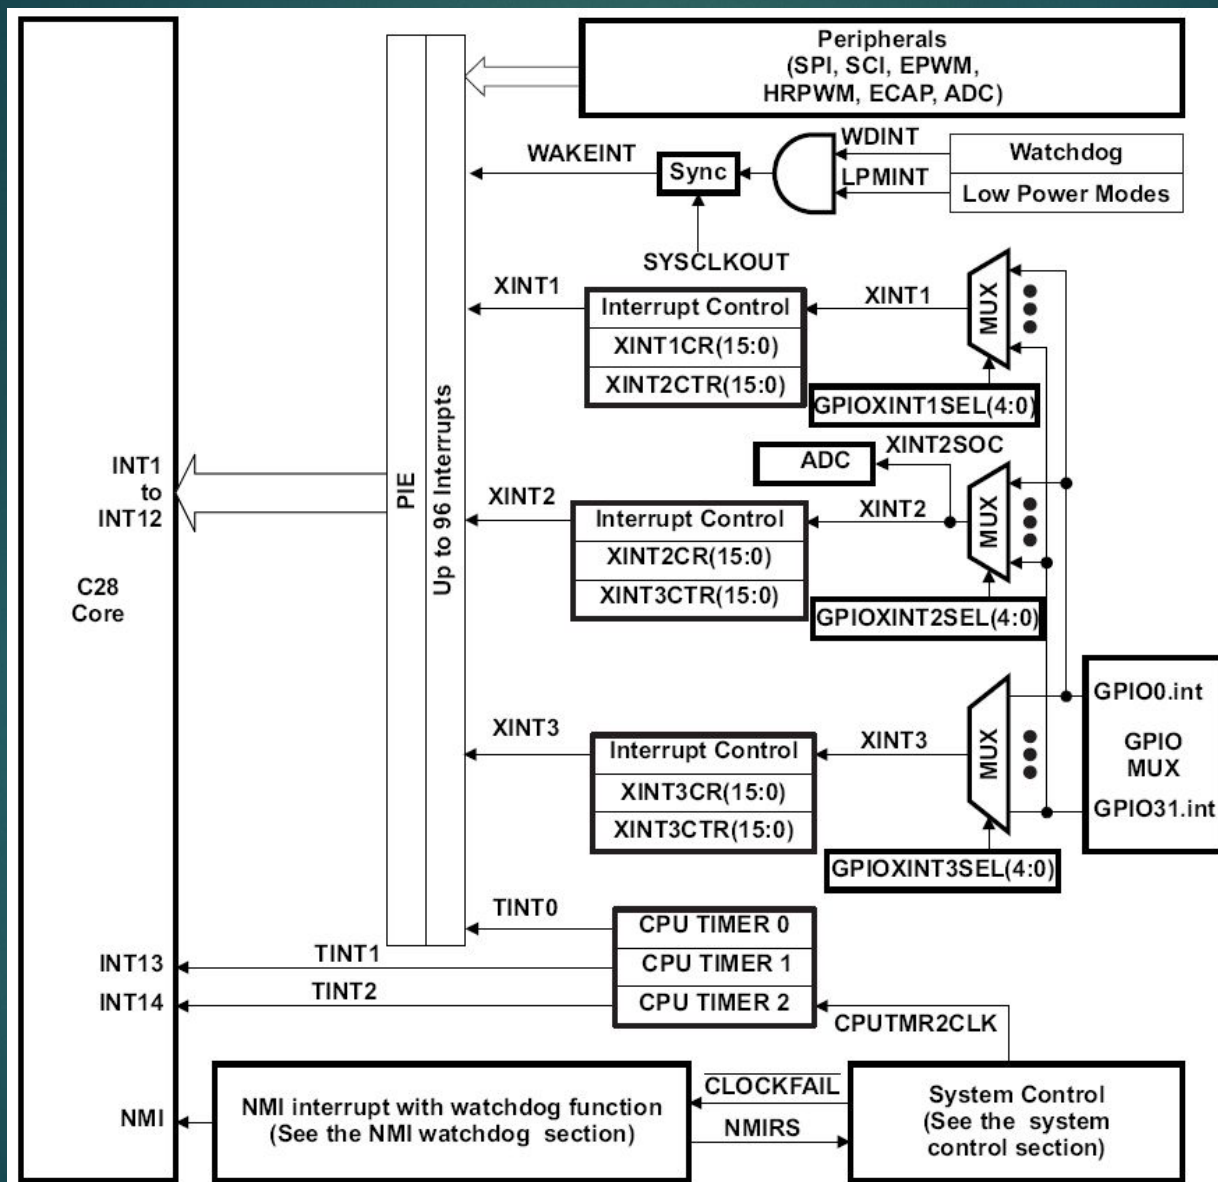 Peripherals
(SPI, SCI, EPWM,
HRPWM, ECAP, ADC)
WDINT
Watchdog
WAKEINT
Sync
LPMINT
Low Power Modes
SYSCLKOUT
XINT1
Interrupt Control
XINT1CR(15:0)
XINT2CTR(15:0)
XINT1
MUX
GPIOXINT1SEL(4:0)
ADC
XINT2SOC
INT1
to
INT12
C28
Core
PIE
Up to 96 Interrupts
XINT2
Interrupt Control
XINT2CR(15:0)
XINT3CTR(15:0)
XINT2
MUX
GPIOXINT2SEL(4:0)
XINT3
Interrupt Control
XINT3CR(15:0)
XINT3CTR(15:0)
XINT3
MUX
GPIOXINT3SEL(4:0)
GPIO0.int
GPIO
MUX
GPIO31.int
TINT0
CPU TIMER 0
INT13
TINT1
CPU TIMER 1
INT14
TINT2
CPU TIMER 2
CPUTMR2CLK
NMI
NMI interrupt with watchdog function
(See the NMI watchdog section)
CLOCKFAIL
NMIRS
System Control
(See the system
control section)